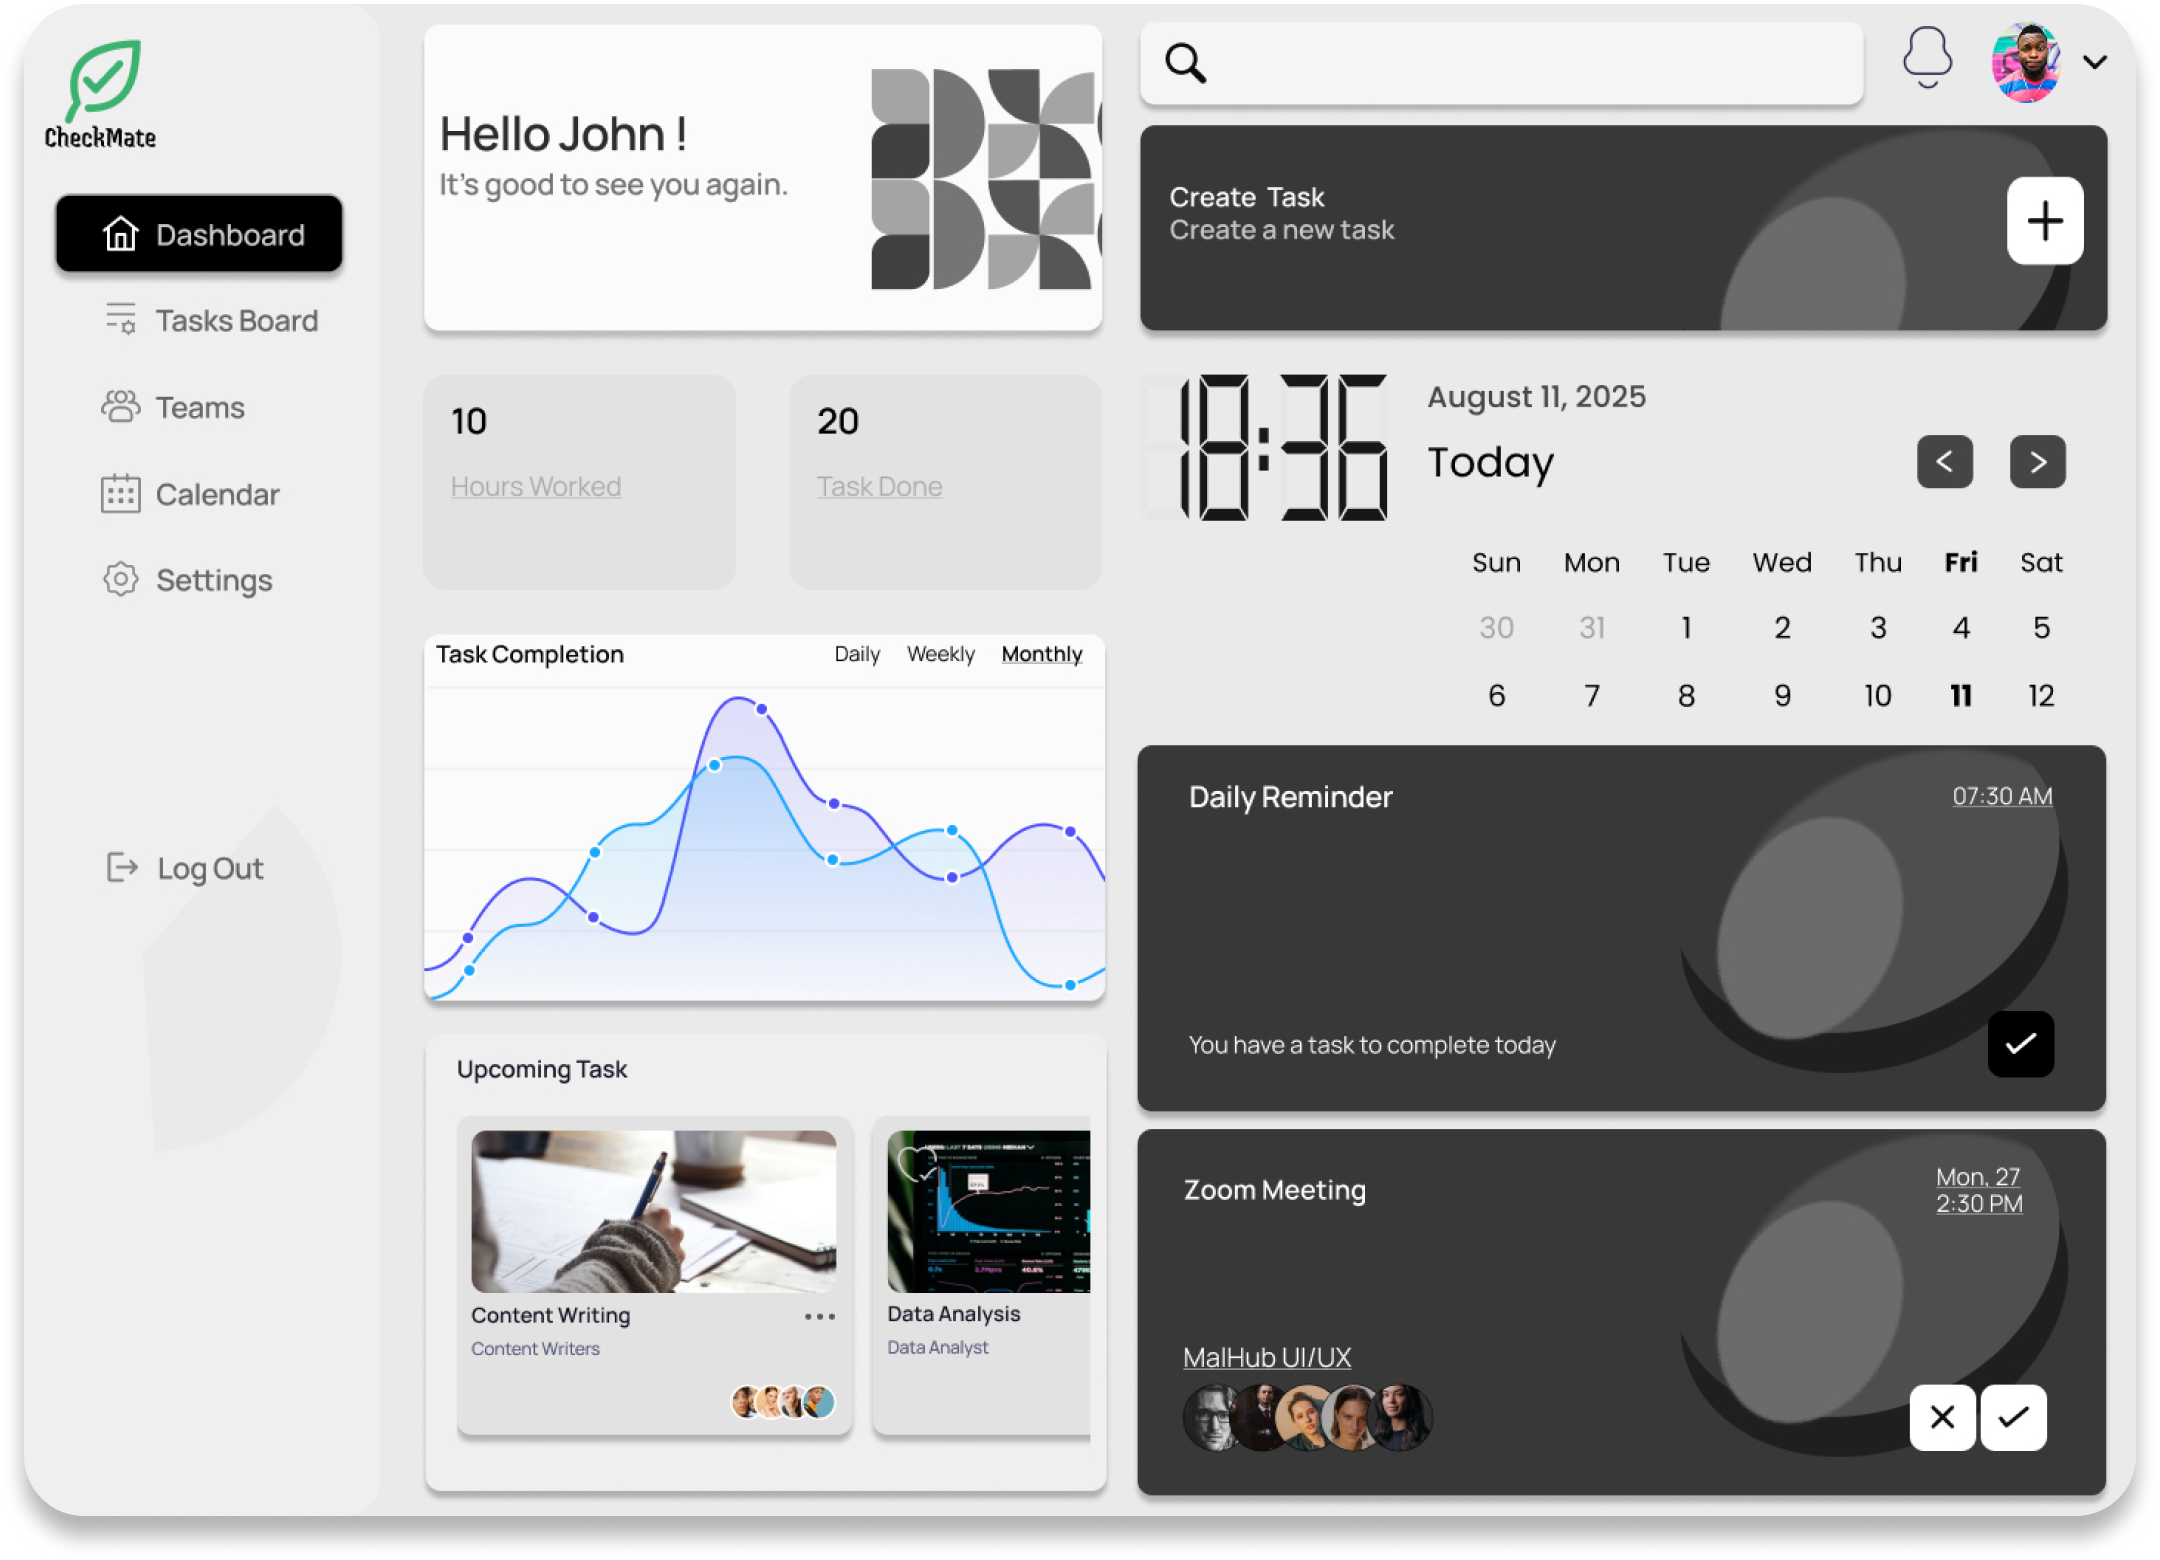 CheckMate
Dashboard
Tasks Board
Teams
Calendar
Settings
Log Out
Hello John !
It's good to see you again.
10
Hours Worked
20
Task Done
Task Completion
Daily Weekly Monthly
Upcoming Task
Content Writing
Content Writers
Data Analysis
Data Analyst
Create Task
Create a new task
18:36
August 11, 2025
Today
Sun Mon Tue Wed Thu Fri Sat
30 31 1 2 3 4 5
6 7 8 9 10 11 12
Daily Reminder
07:30 AM
You have a task to complete today
Zoom Meeting
Mon, 27
2:30 PM
MalHub UI/UX